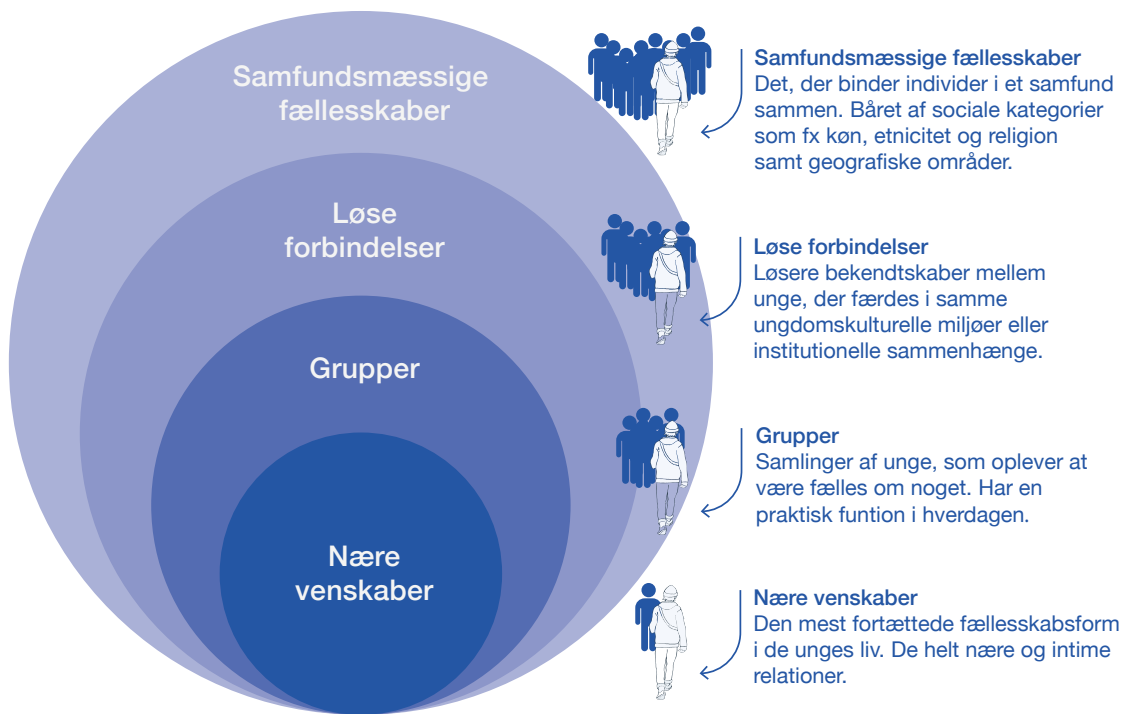 Samfundsmæssige
fællesskaber
Løse
forbindelser
Grupper
Nære
venskaber
Samfundsmæssige fællesskaber
Det, der binder individer i et samfund
sammen. Båret af sociale kategorier
som fx køn, etnicitet og religion
samt geografiske områder.
Løse forbindelser
Løsere bekendtskaber mellem
unge, der færdes i samme
ungdomskulturelle miljøer eller
institutionelle sammenhænge.
Grupper
Samlinger af unge, som oplever at
være fælles om noget. Har en
praktisk funtion i hverdagen.
Nære venskaber
Den mest fortættede fællesskabsform
i de unges liv. De helt nære og intime
relationer.